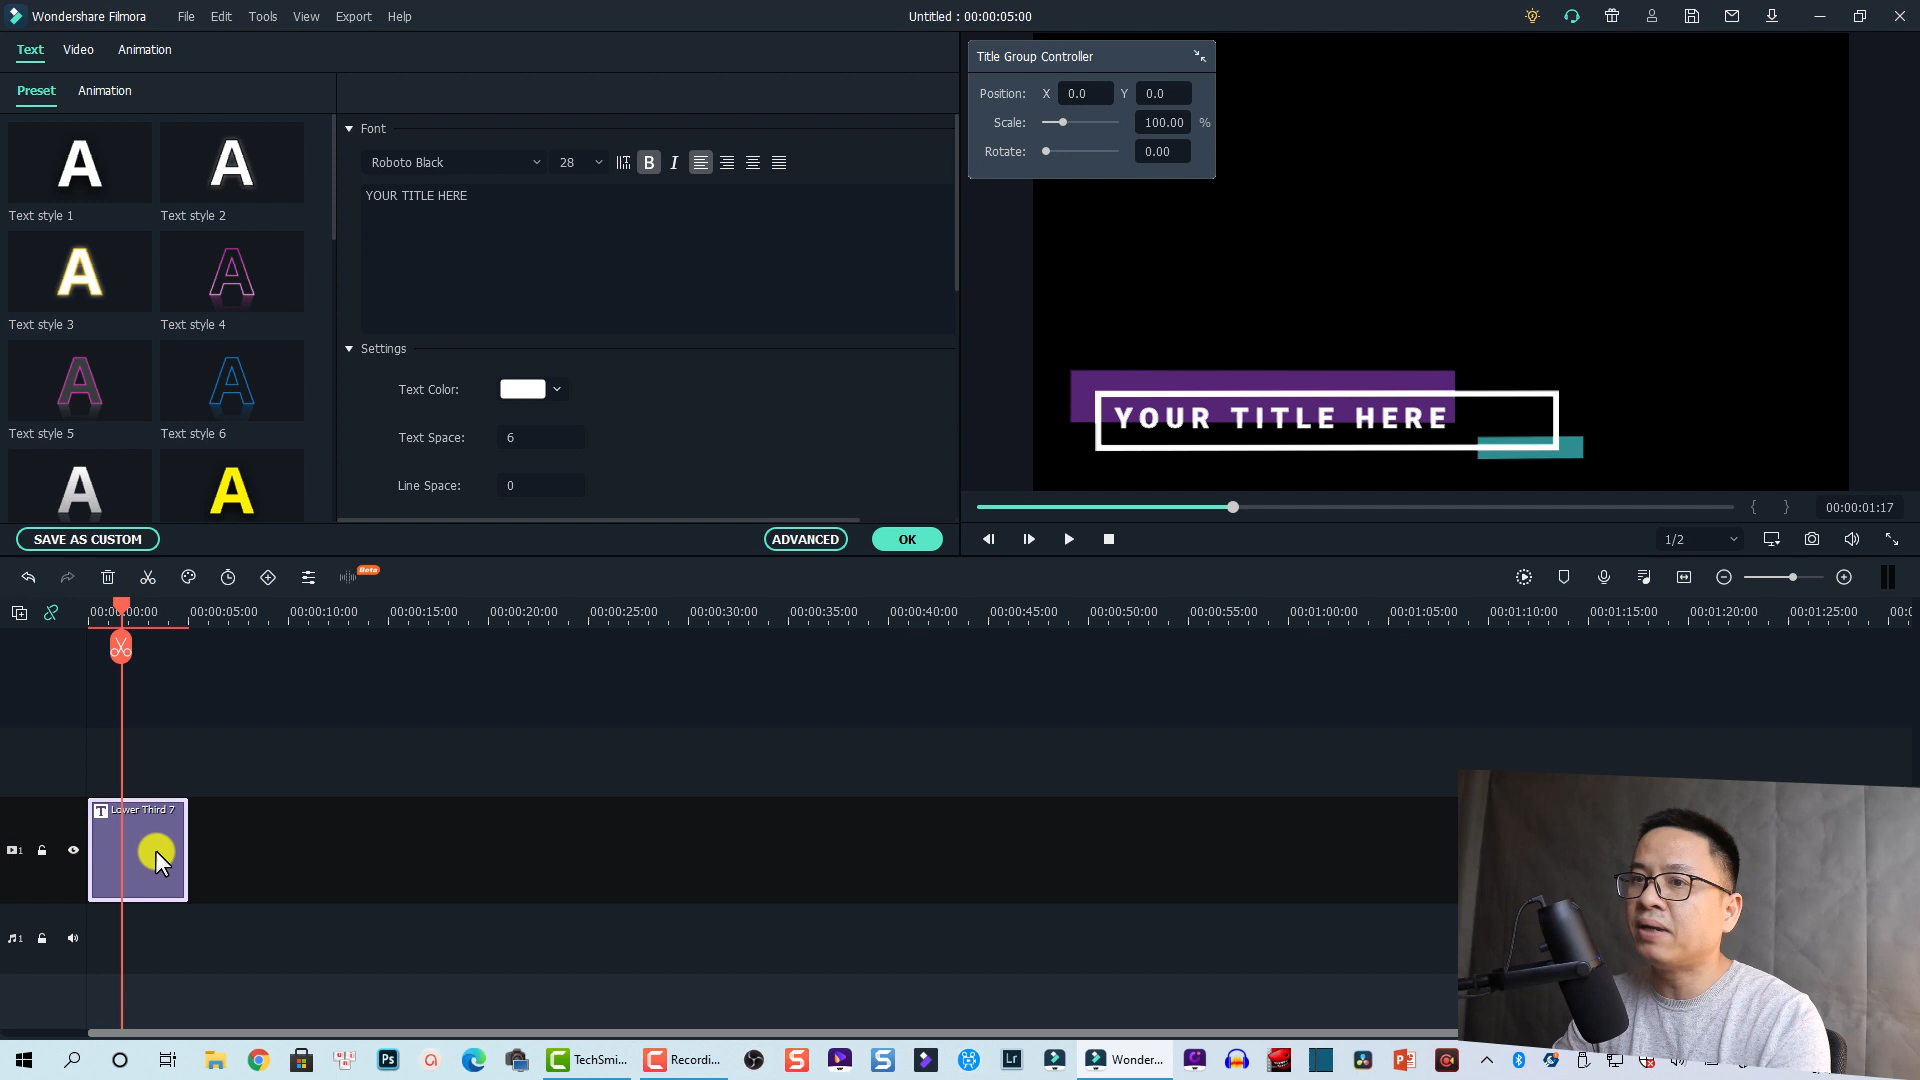 Wondershare Filmora
File
Edit
Tools
View
Export
Help
Untitled : 00:00:05:00
Text
Video
Animation
Preset
Animation
A
Text style 1
A
Text style 2
A
Text style 3
A
Text style 4
A
Text style 5
A
Text style 6
A
A
Font
Roboto Black
28
B
I
YOUR TITLE HERE
Settings
Text Color:
Text Space:
6
Line Space:
0
SAVE AS CUSTOM
ADVANCED
OK
Title Group Controller
Position:
X
0.0
Y
0.0
Scale:
100.00
%
Rotate:
0.00
YOUR TITLE HERE
{ }
00:00:01:17
1/2
Beta
00:00:00:00
00:00:05:00
00:00:10:00
00:00:15:00
00:00:20:00
00:00:25:00
00:00:30:00
00:00:35:00
00:00:40:00
00:00:45:00
00:00:50:00
00:00:55:00
00:01:00:00
00:01:05:00
00:01:10:00
00:01:15:00
00:01:20:00
00:01:25:00
T
Lower Third 7
1
1
Ps
TechSmi...
Recordi...
S
S
Lr
Wonder...